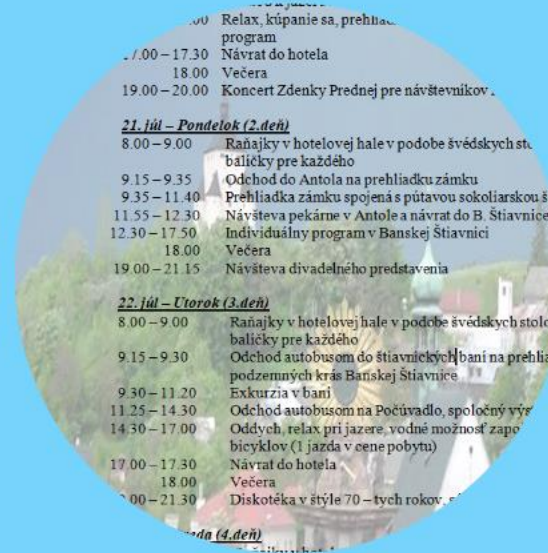 Relax, kúpanie sa,
program
17.00 – 17.30 Návrat do hotela
18.00 Večera
19.00 – 20.00 Koncert Zdenky Prednej pre návštevníkov
21. júl – Pondelok (2.deň)
8.00 – 9.00 Raňajky v hotelovej hale v podobe švédskych
balíčky pre každého
9.15 – 9.35 Odchod do Antola na prehliadku zámku
9.35 – 11.40 Prehliadka zámku spojená s pútavou sokoliarskou
11.55 – 12.30 Návšteva pekárne v Antole a návrat do B. Štiavnice
12.30 – 17.50 Individuálny program v Banskej Štiavnici
18.00 Večera
19.00 – 21.15 Návšteva divadelného predstavenia
22. júl – Utorok (3.deň)
8.00 – 9.00 Raňajky v hotelovej hale v podobe švédskych
balíčky pre každého
9.15 – 9.30 Odchod autobusom do štiavnických baní na
podzemných krás Banskej Štiavnice
9.30 – 11.20 Exkurzia v bani
11.25 – 14.30 Odchod autobusom na Počúvadlo, spoločný
14.30 – 17.00 Oddych, relax pri jazere, vodné možnosť
bicyklov (1 jazda v cene pobytu)
17.00 – 17.30 Návrat do hotela
18.00 Večera
– 21.30 Diskotéka v štýle 70 – tych rokov,
(4.deň)